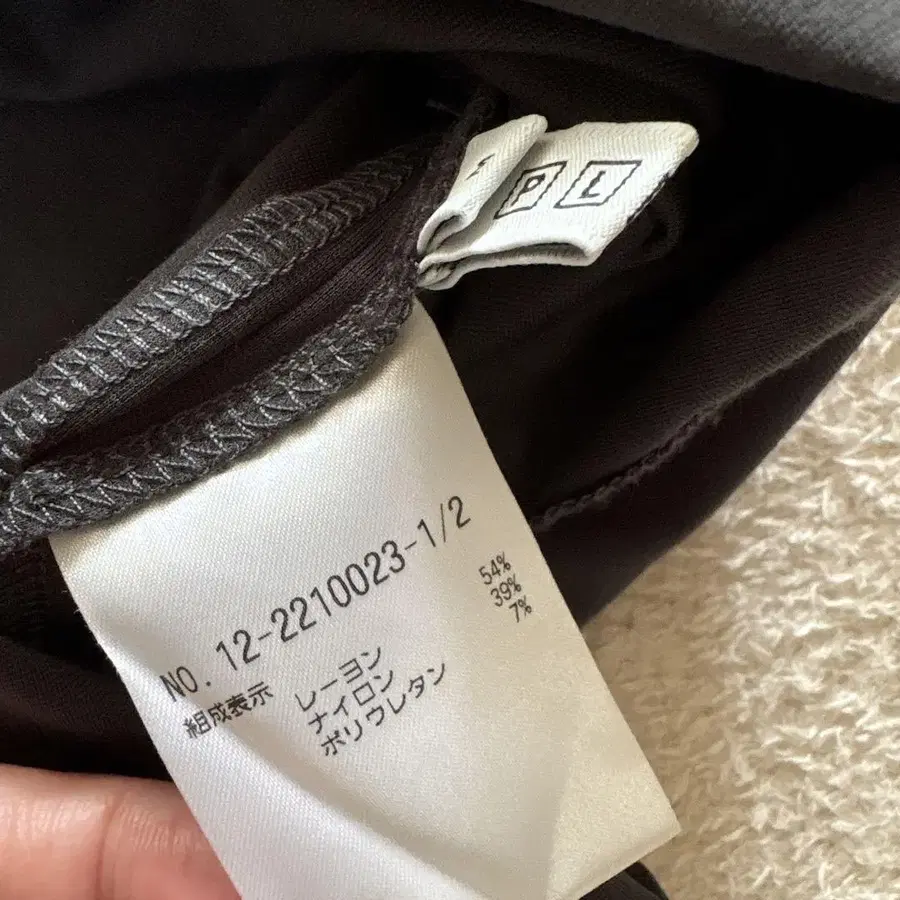 P L
NO. 12-2210023-1/2
組成表示 レーヨン 54%
ナイロン 39%
ポリウレタン 7%